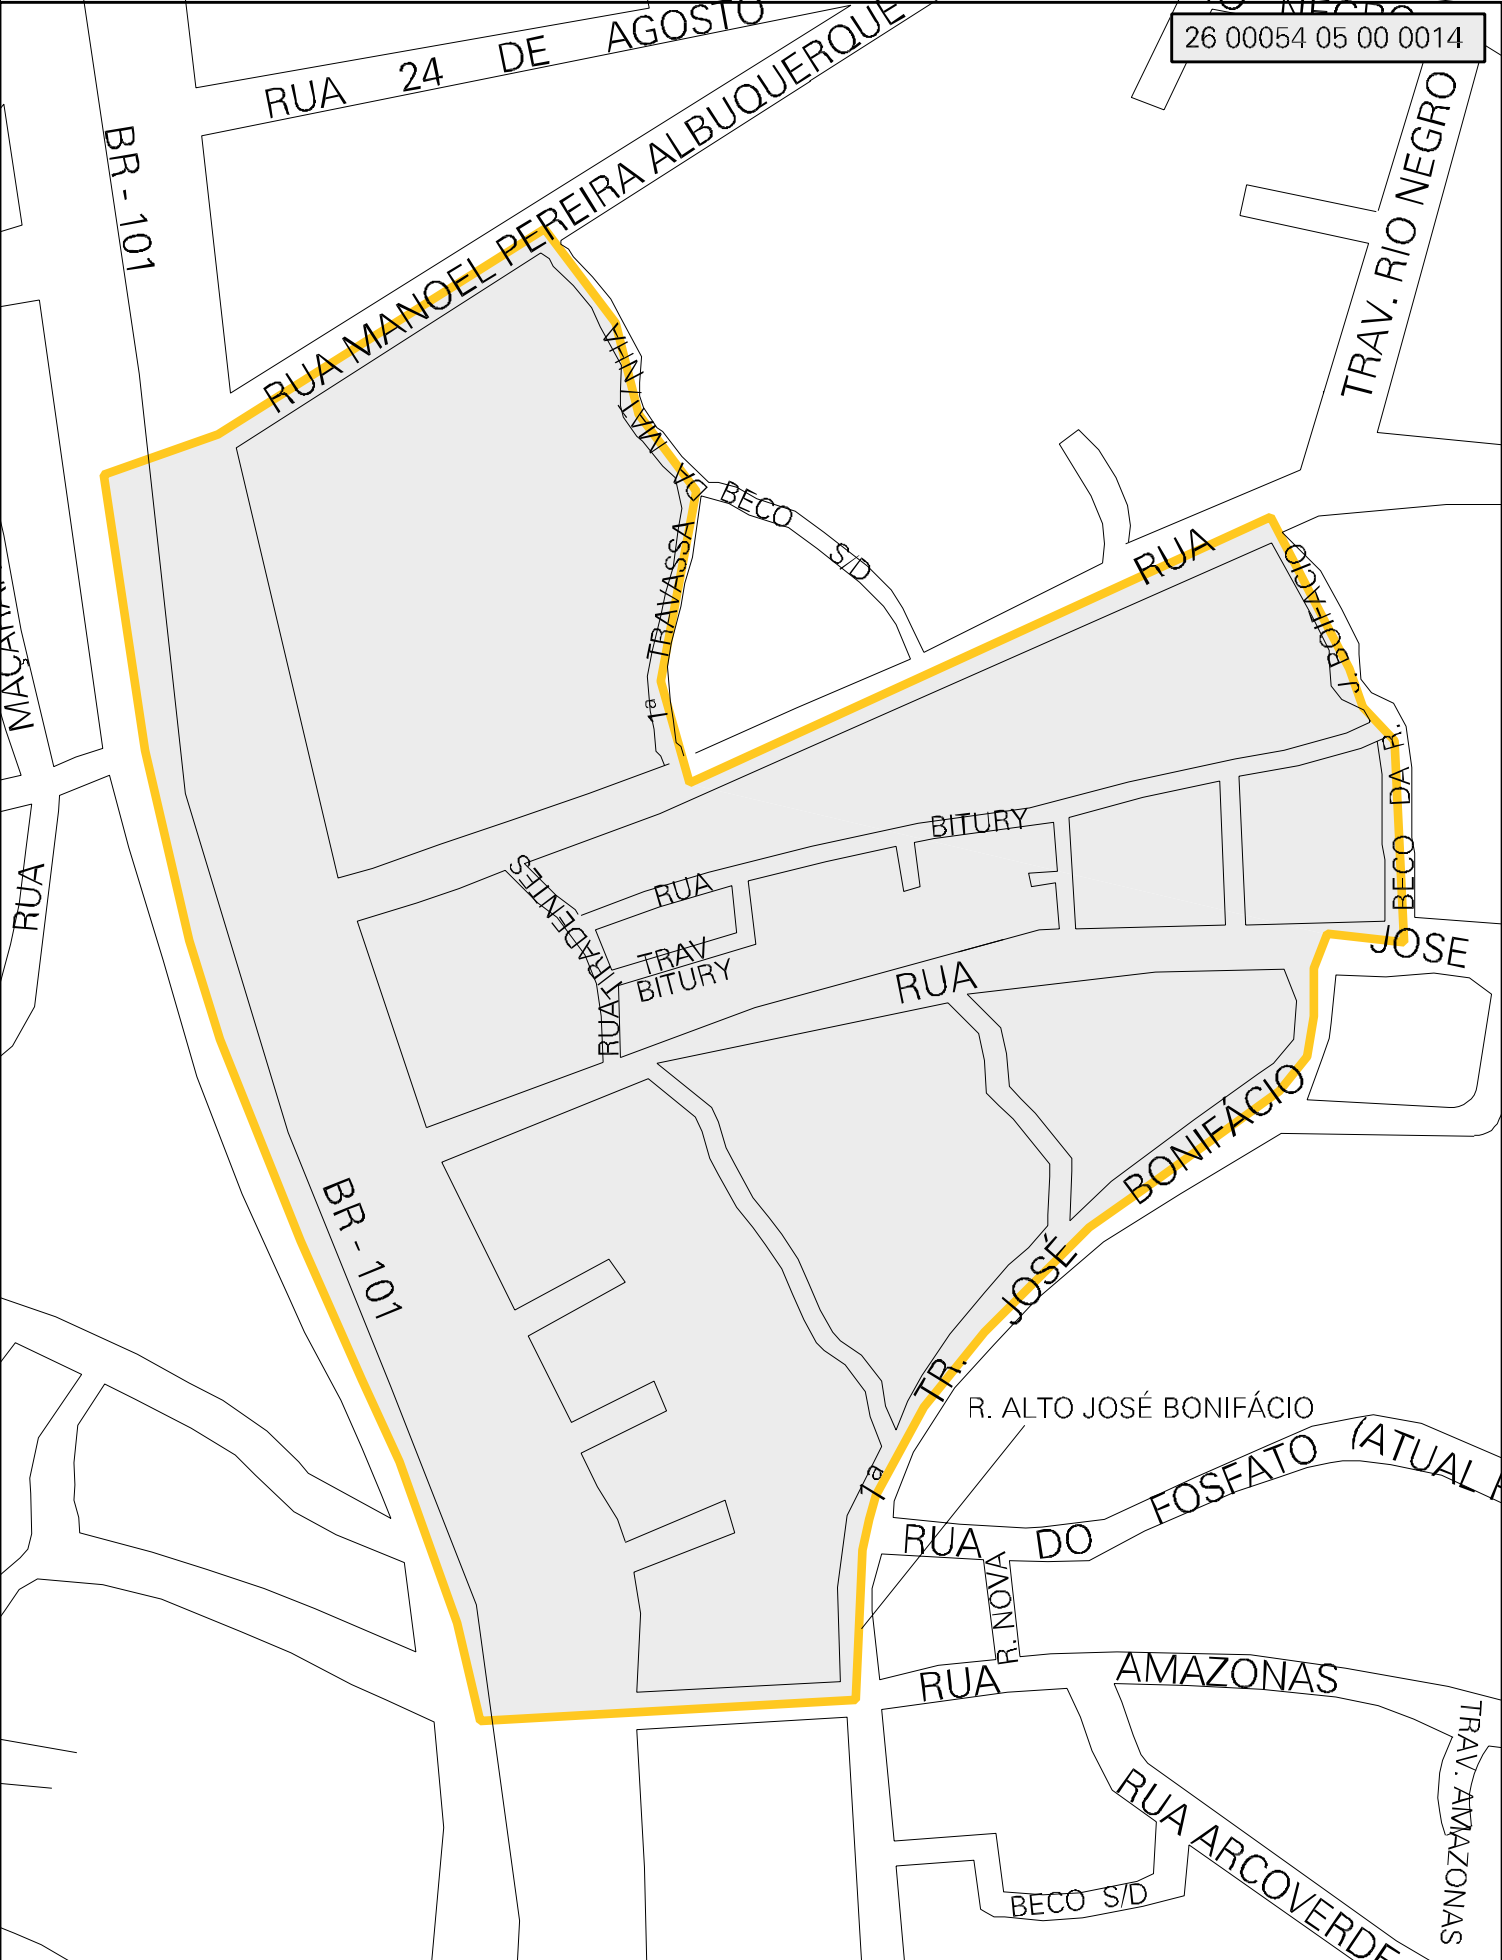 26 00054 05 00 0014
RUA 24 DE AGOSTO
BR - 101
RUA MANOEL PEREIRA ALBUQUERQUE
TRAV. RIO NEGRO
1ª TRAVASSA DA MATINHA
BECO S/D
RUA
BECO DA R. J. BOIFACIO
RUA
RUA BITURY
TRAV
BITURY
RUA TIRADENTES
RUA JOSE BONIFÁCIO
BR - 101
1ª TR. JOSÉ
R. ALTO JOSÉ BONIFÁCIO
RUA DO FOSFATO (ATUAL
R. NOVA
RUA AMAZONAS
TRAV. AMAZONAS
RUA ARCOVERDE
BECO S/D